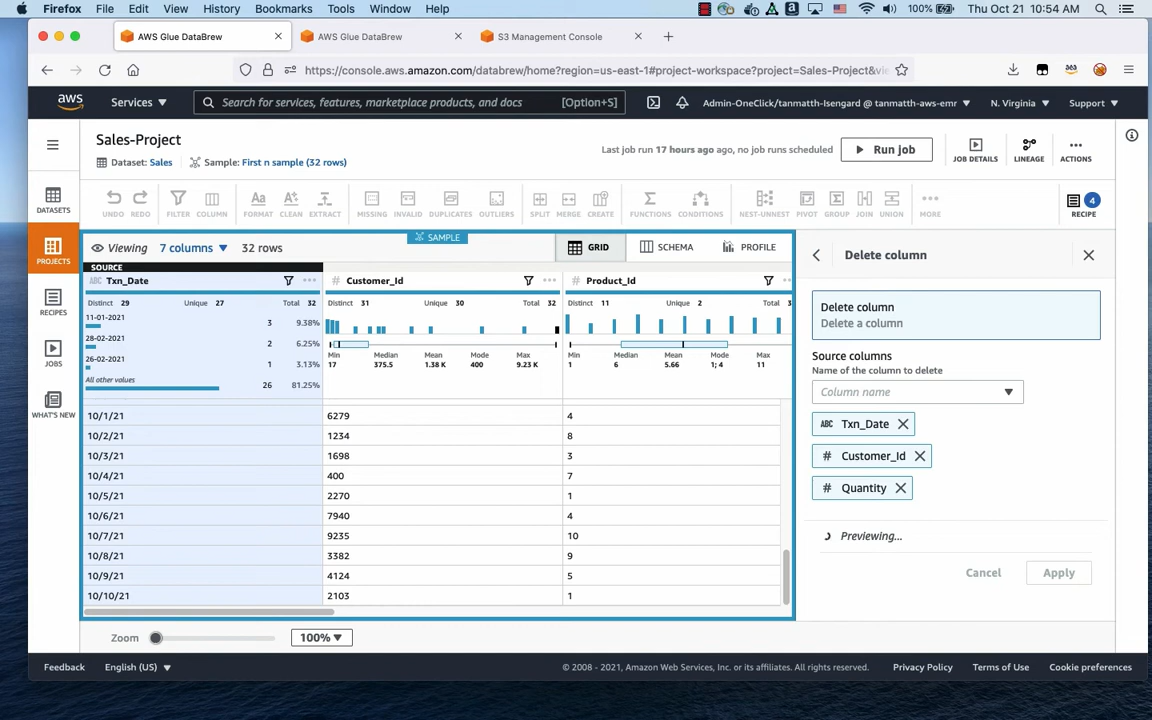 Firefox File Edit View History Bookmarks Tools Window Help 100% Thu Oct 21 10:54 AM
AWS Glue DataBrew AWS Glue DataBrew S3 Management Console
https://console.aws.amazon.com/databrew/home?region=us-east-1#project-workspace?project=Sales-Project&vie
aws Services Search for services, features, marketplace products, and docs [Option+S] Admin-OneClick/tanmatth-Isengard @ tanmatth-aws-emr N. Virginia Support
Sales-Project
Dataset: Sales Sample: First n sample (32 rows)
Last job run 17 hours ago ago, no job runs scheduled Run job JOB DETAILS LINEAGE ACTIONS
DATASETS
PROJECTS
RECIPES
JOBS
WHAT'S NEW
UNDO REDO FILTER COLUMN FORMAT CLEAN EXTRACT MISSING INVALID DUPLICATES OUTLIERS SPLIT MERGE CREATE FUNCTIONS CONDITIONS NEST-UNNEST PIVOT GROUP JOIN UNION MORE 4 RECIPE
Viewing 7 columns 32 rows SAMPLE GRID SCHEMA PROFILE
SOURCE
ABC Txn_Date # Customer_Id # Product_Id
Distinct 29 Unique 27 Total 32 Distinct 31 Unique 30 Total 32 Distinct 11 Unique 2 Total 3
11-01-2021 3 9.38%
28-02-2021 2 6.25%
26-02-2021 1 3.13%
All other values 26 81.25%
Min Median Mean Mode Max Min Median Mean Mode Max
17 375.5 1.38 K 400 9.23 K 1 6 5.66 1; 4 11
10/1/21 6279 4
10/2/21 1234 8
10/3/21 1698 3
10/4/21 400 7
10/5/21 2270 1
10/6/21 7940 4
10/7/21 9235 10
10/8/21 3382 9
10/9/21 4124 5
10/10/21 2103 1
Zoom 100%
Delete column
Delete column
Delete a column
Source columns
Name of the column to delete
Column name
ABC Txn_Date
# Customer_Id
# Quantity
Previewing...
Cancel Apply
Feedback English (US) © 2008 - 2021, Amazon Web Services, Inc. or its affiliates. All rights reserved. Privacy Policy Terms of Use Cookie preferences